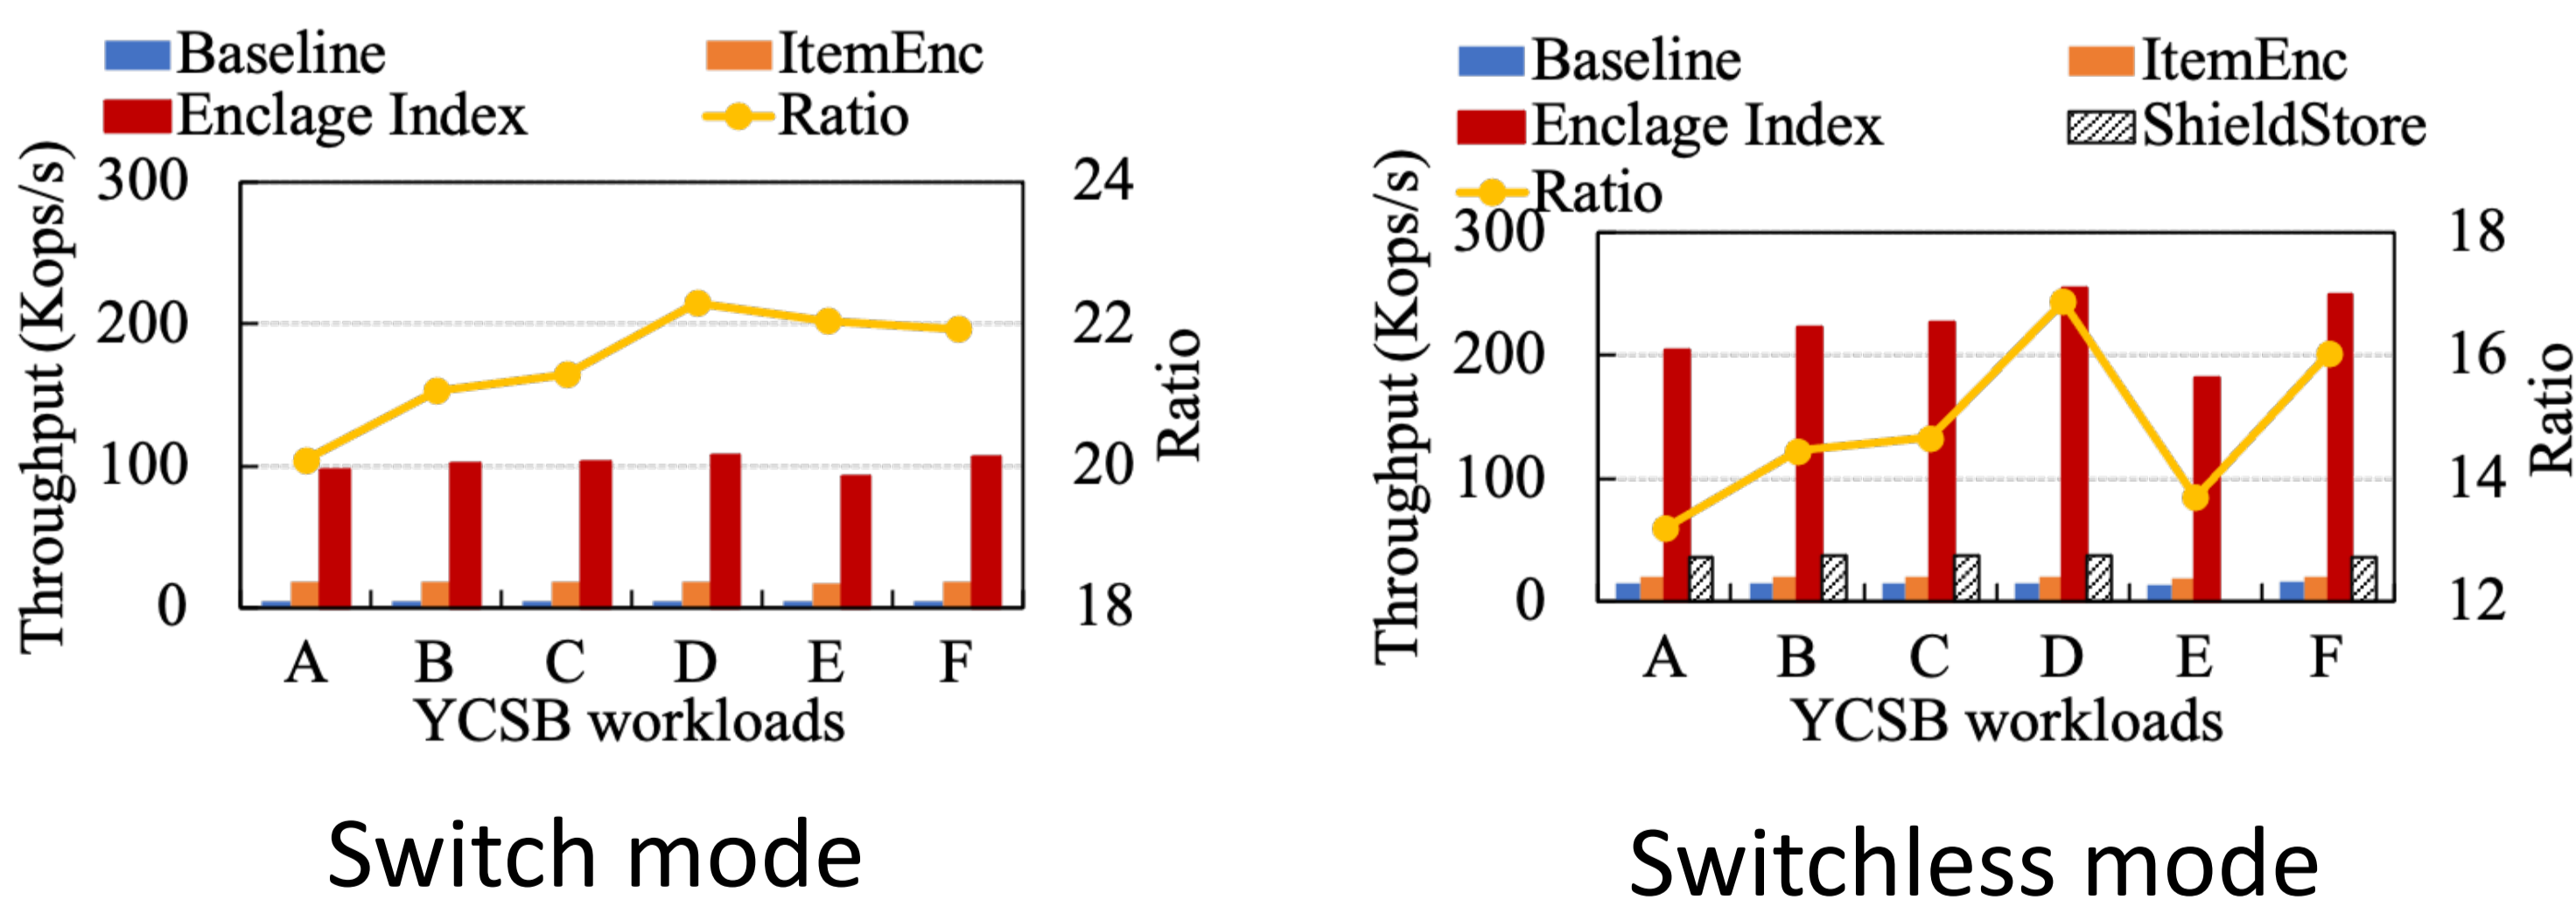 Baseline
ItemEnc
Enclage Index
Ratio
Throughput (Kops/s)
300
200
100
0
24
22
20
18
Ratio
A B C D E F
YCSB workloads
Switch mode
Baseline
ItemEnc
Enclage Index
ShieldStore
Ratio
Throughput (Kops/s)
300
200
100
0
18
16
14
12
Ratio
A B C D E F
YCSB workloads
Switchless mode